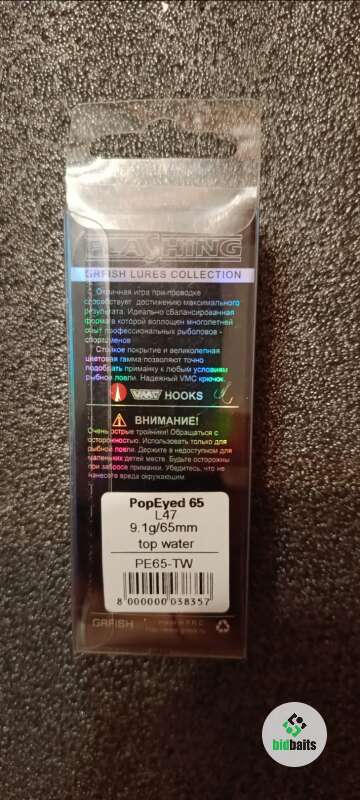 FLASHING
GRFISH LURES COLLECTION
Отличная игра при проводке
способствует достижению максимального
результата. Идеально сбалансированная
форма в которой воплощен многолетней
опыт профессиональных рыболовов -
спортсменов
Стойкое покрытие и великолепная
цветовая гамма позволяют точно
подобрать приманку к любым условиям
рыбной ловли. Надежный VMC крючок.
VMC HOOKS
ВНИМАНИЕ!
Очень острые тройники! Обращаться с
осторожностью. Использовать только для
рыбной ловли. Держите в недоступном для
маленьких детей месте. Будьте осторожны
при забросе приманки. Убедитесь, что не
нанесете вреда окружающим.
PopEyed 65
L47
9.1g/65mm
top water
PE65-TW
8 000000 038357
GRFISH
Made in P.R.C
bidbaits